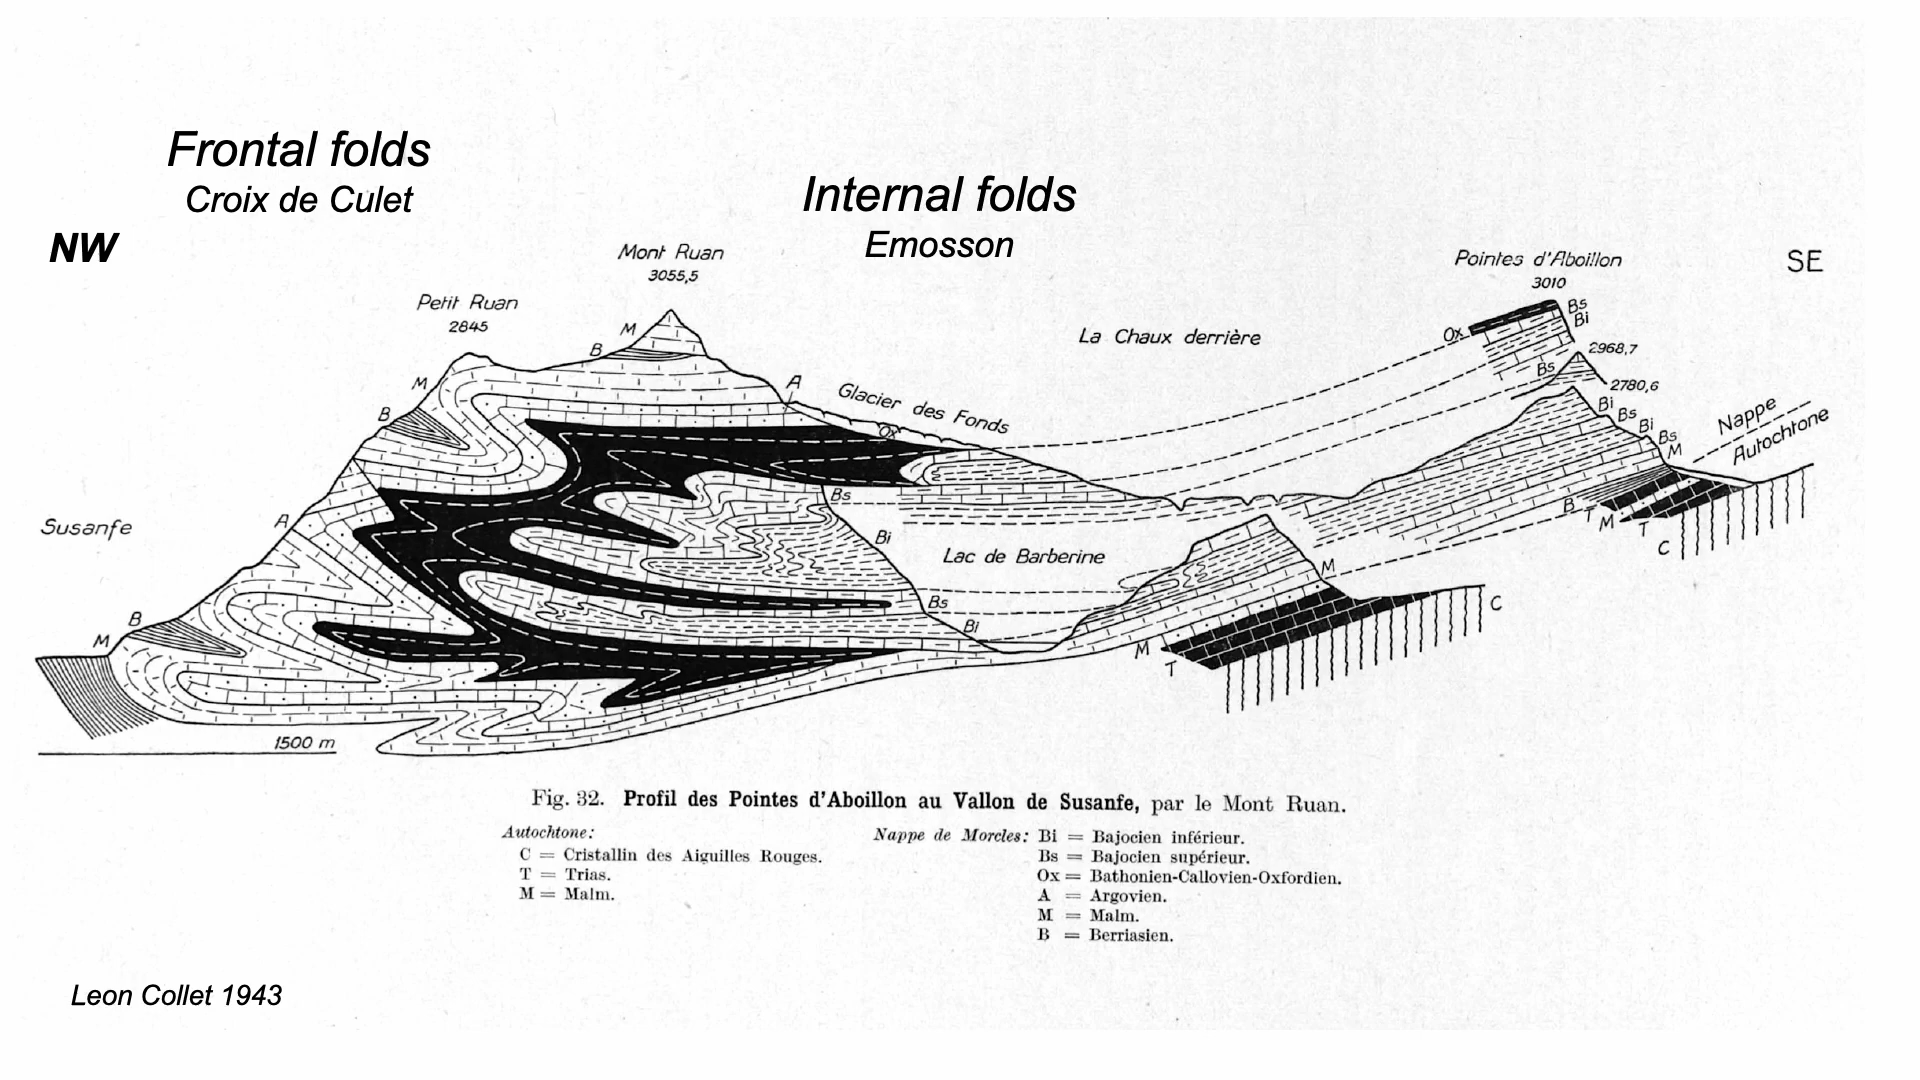 Frontal folds
Croix de Culet
NW
Internal folds
Emosson
Mont Ruan
3055,5
Petit Ruan
2845
Pointes d'Aboillon
3010
SE
M
B
La Chaux derrière
Ox
Bs
Bi
2968,7
Bs
2780,6
M
A
Glacier des Fonds
B
Ox
Bi
Bs
Bi
Bs
M
Nappe
Autochtone
Susanfe
A
Bs
Bi
Lac de Barberine
B
T
M
T
C
M
Bs
C
B
M
Bi
M
T
1500 m
Fig. 32. Profil des Pointes d'Aboillon au Vallon de Susanfe, par le Mont Ruan.
Autochtone:
C = Cristallin des Aiguilles Rouges.
T = Trias.
M = Malm.
Nappe de Morcles: Bi = Bajocien inférieur.
Bs = Bajocien supérieur.
Ox = Bathonien-Callovien-Oxfordien.
A = Argovien.
M = Malm.
B = Berriasien.
Leon Collet 1943